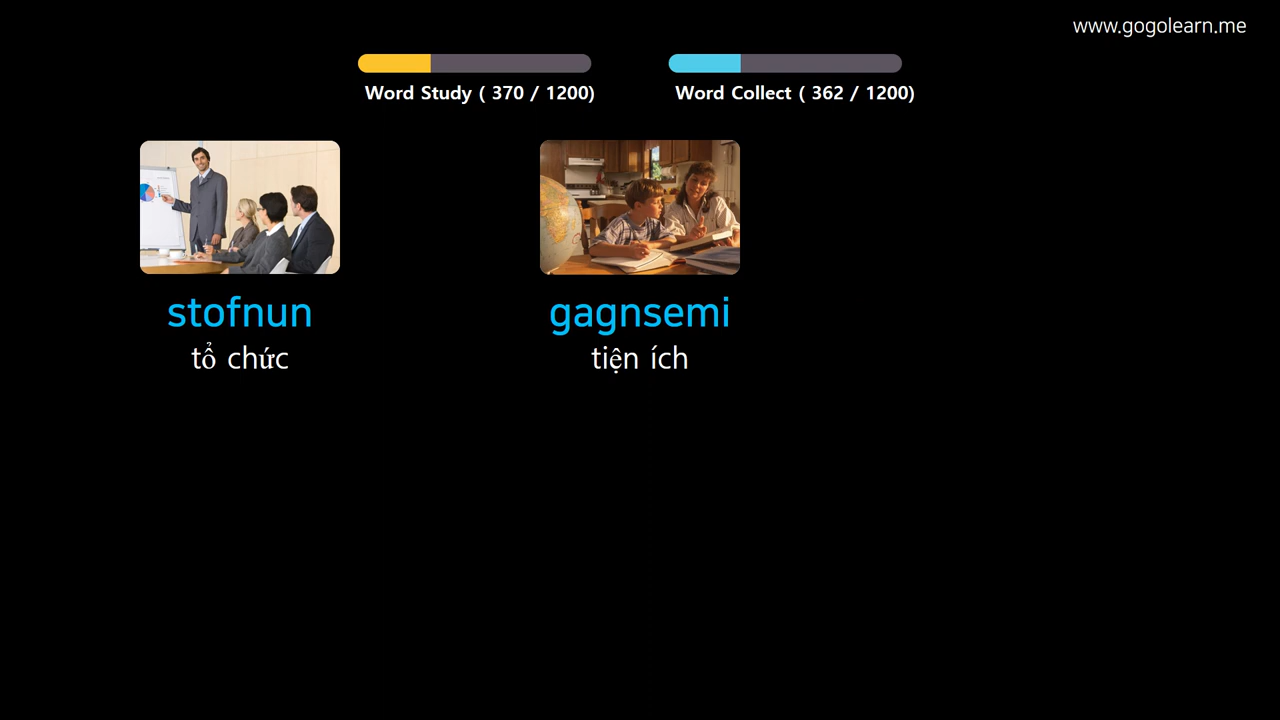 www.gogolearn.me
Word Study ( 370 / 1200)
Word Collect ( 362 / 1200)
stofnun
tổ chức
gagnsemi
tiện ích